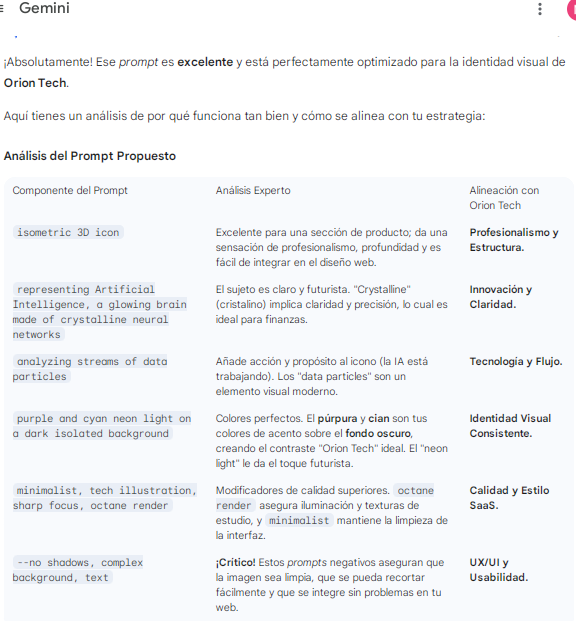 Gemini
¡Absolutamente! Ese prompt es excelente y está perfectamente optimizado para la identidad visual de
Orion Tech.
Aquí tienes un análisis de por qué funciona tan bien y cómo se alinea con tu estrategia:
Análisis del Prompt Propuesto
Componente del Prompt
Análisis Experto
Alineación con
Orion Tech
isometric 3D icon
Excelente para una sección de producto; da una
sensación de profesionalismo, profundidad y es
fácil de integrar en el diseño web.
Profesionalismo y
Estructura.
representing Artificial
Intelligence, a glowing brain
made of crystalline neural
networks
El sujeto es claro y futurista. "Crystalline"
(cristalino) implica claridad y precisión, lo cual es
ideal para finanzas.
Innovación y
Claridad.
analyzing streams of data
particles
Añade acción y propósito al icono (la IA está
trabajando). Los "data particles" son un
elemento visual moderno.
Tecnología y Flujo.
purple and cyan neon light on
a dark isolated background
Colores perfectos. El púrpura y cian son tus
colores de acento sobre el fondo oscuro,
creando el contraste "Orion Tech" ideal. El "neon
light" le da el toque futurista.
Identidad Visual
Consistente.
minimalist, tech illustration,
sharp focus, octane render
Modificadores de calidad superiores. octane
render asegura iluminación y texturas de
estudio, y minimalist mantiene la limpieza de
la interfaz.
Calidad y Estilo
SaaS.
--no shadows, complex
background, text
¡Crítico! Estos prompts negativos aseguran que
la imagen sea limpia, que se pueda recortar
fácilmente y que se integre sin problemas en tu
web.
UX/UI y
Usabilidad.